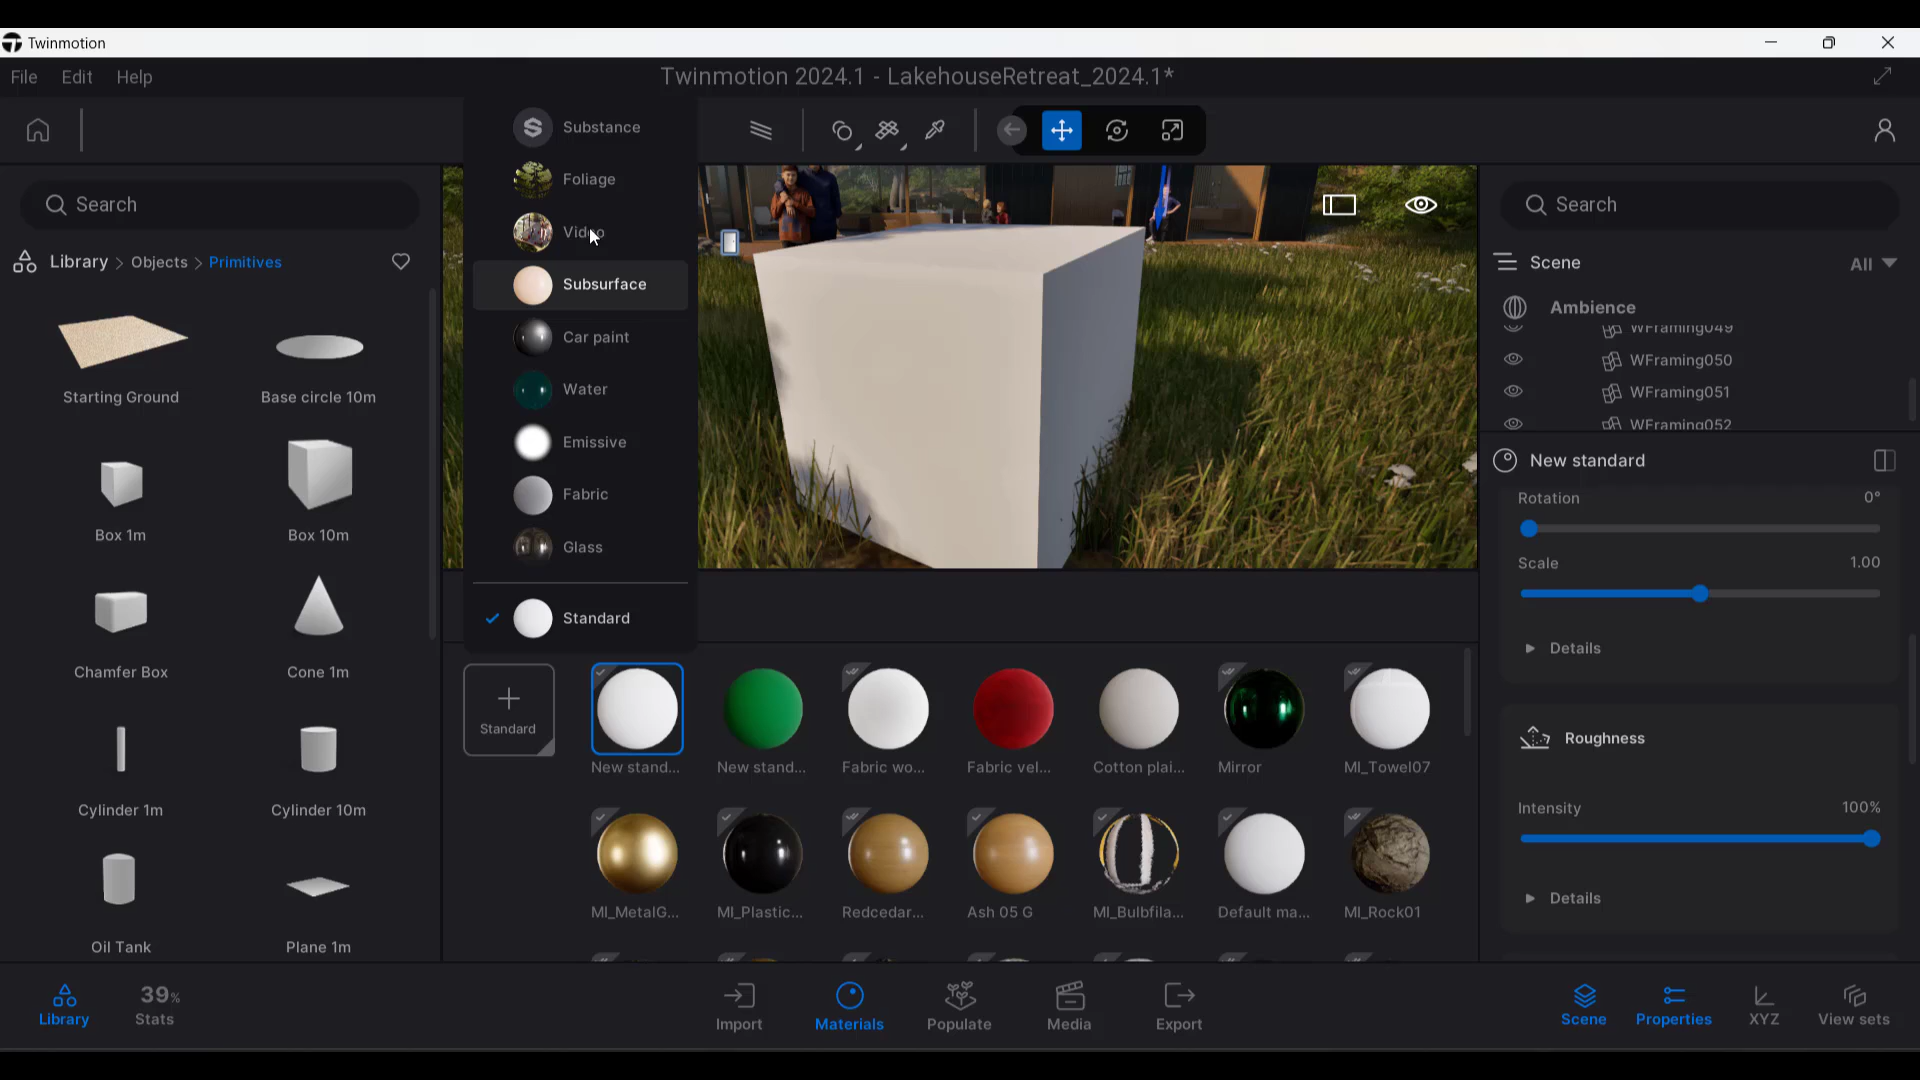 Twinmotion
File Edit Help
Twinmotion 2024.1 - LakehouseRetreat_2024.1*
Search
Library > Objects > Primitives
Starting Ground
Base circle 10m
Box 1m
Box 10m
Chamfer Box
Cone 1m
Cylinder 1m
Cylinder 10m
Oil Tank
Plane 1m
Substance
Foliage
Video
Subsurface
Car paint
Water
Emissive
Fabric
Glass
Standard
Standard
New stand...
New stand...
Fabric wo...
Fabric vel...
Cotton plai...
Mirror
MI_Towel07
MI_MetalG...
MI_Plastic...
Redcedar...
Ash 05 G
MI_Bulbfila...
Default ma...
MI_Rock01
Search
Scene
All
Ambience
WFraming049
WFraming050
WFraming051
WFraming052
New standard
Rotation 0°
Scale 1.00
Details
Roughness
Intensity 100%
Details
Library
39%
Stats
Import
Materials
Populate
Media
Export
Scene
Properties
XYZ
View sets